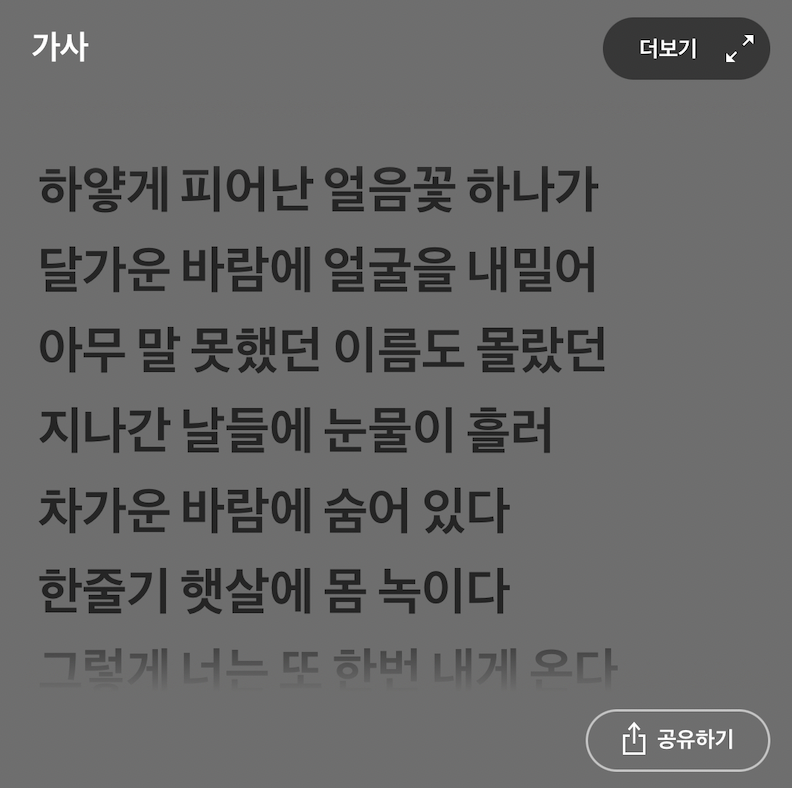 가사
더보기
하얗게 피어난 얼음꽃 하나가
달가운 바람에 얼굴을 내밀어
아무 말 못했던 이름도 몰랐던
지나간 날들에 눈물이 흘러
차가운 바람에 숨어 있다
한줄기 햇살에 몸 녹이다
그렇게 너는 또 한번 내게 온다
공유하기